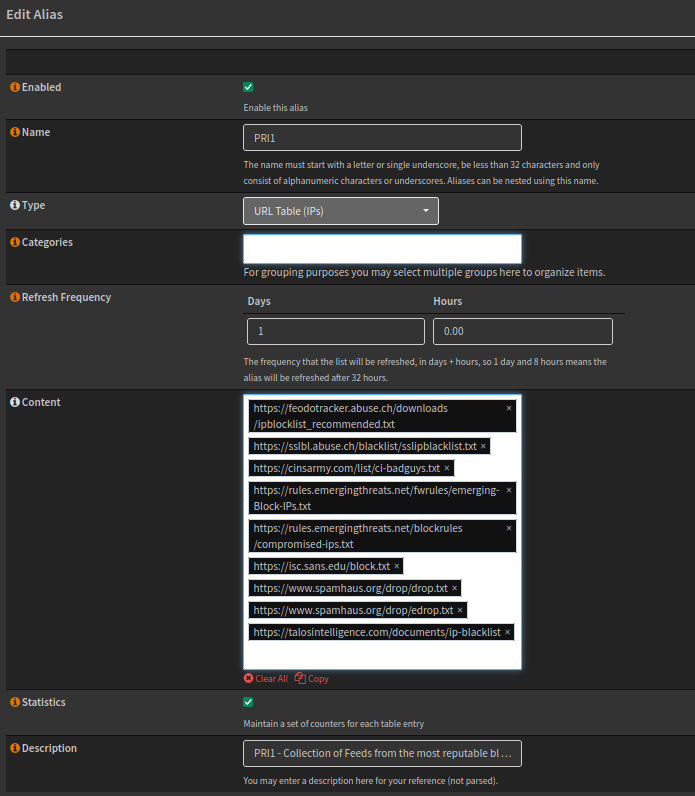 Edit Alias
Enabled
Enable this alias
Name
PRI1
The name must start with a letter or single underscore, be less than 32 characters and only
consist of alphanumeric characters or underscores. Aliases can be nested using this name.
Type
URL Table (IPs)
Categories
For grouping purposes you may select multiple groups here to organize items.
Refresh Frequency
Days
Hours
1
0.00
The frequency that the list will be refreshed, in days + hours, so 1 day and 8 hours means the
alias will be refreshed after 32 hours.
Content
https://feodotracker.abuse.ch/downloads
/ipblocklist_recommended.txt
https://sslbl.abuse.ch/blacklist/sslipblacklist.txt
https://cinsarmy.com/list/ci-badguys.txt
https://rules.emergingthreats.net/fwrules/emerging-
Block-IPs.txt
https://rules.emergingthreats.net/blockrules
/compromised-ips.txt
https://isc.sans.edu/block.txt
https://www.spamhaus.org/drop/drop.txt
https://www.spamhaus.org/drop/edrop.txt
https://talosintelligence.com/documents/ip-blacklist
Clear All Copy
Statistics
Maintain a set of counters for each table entry
Description
PRI1 - Collection of Feeds from the most reputable bl ...
You may enter a description here for your reference (not parsed).